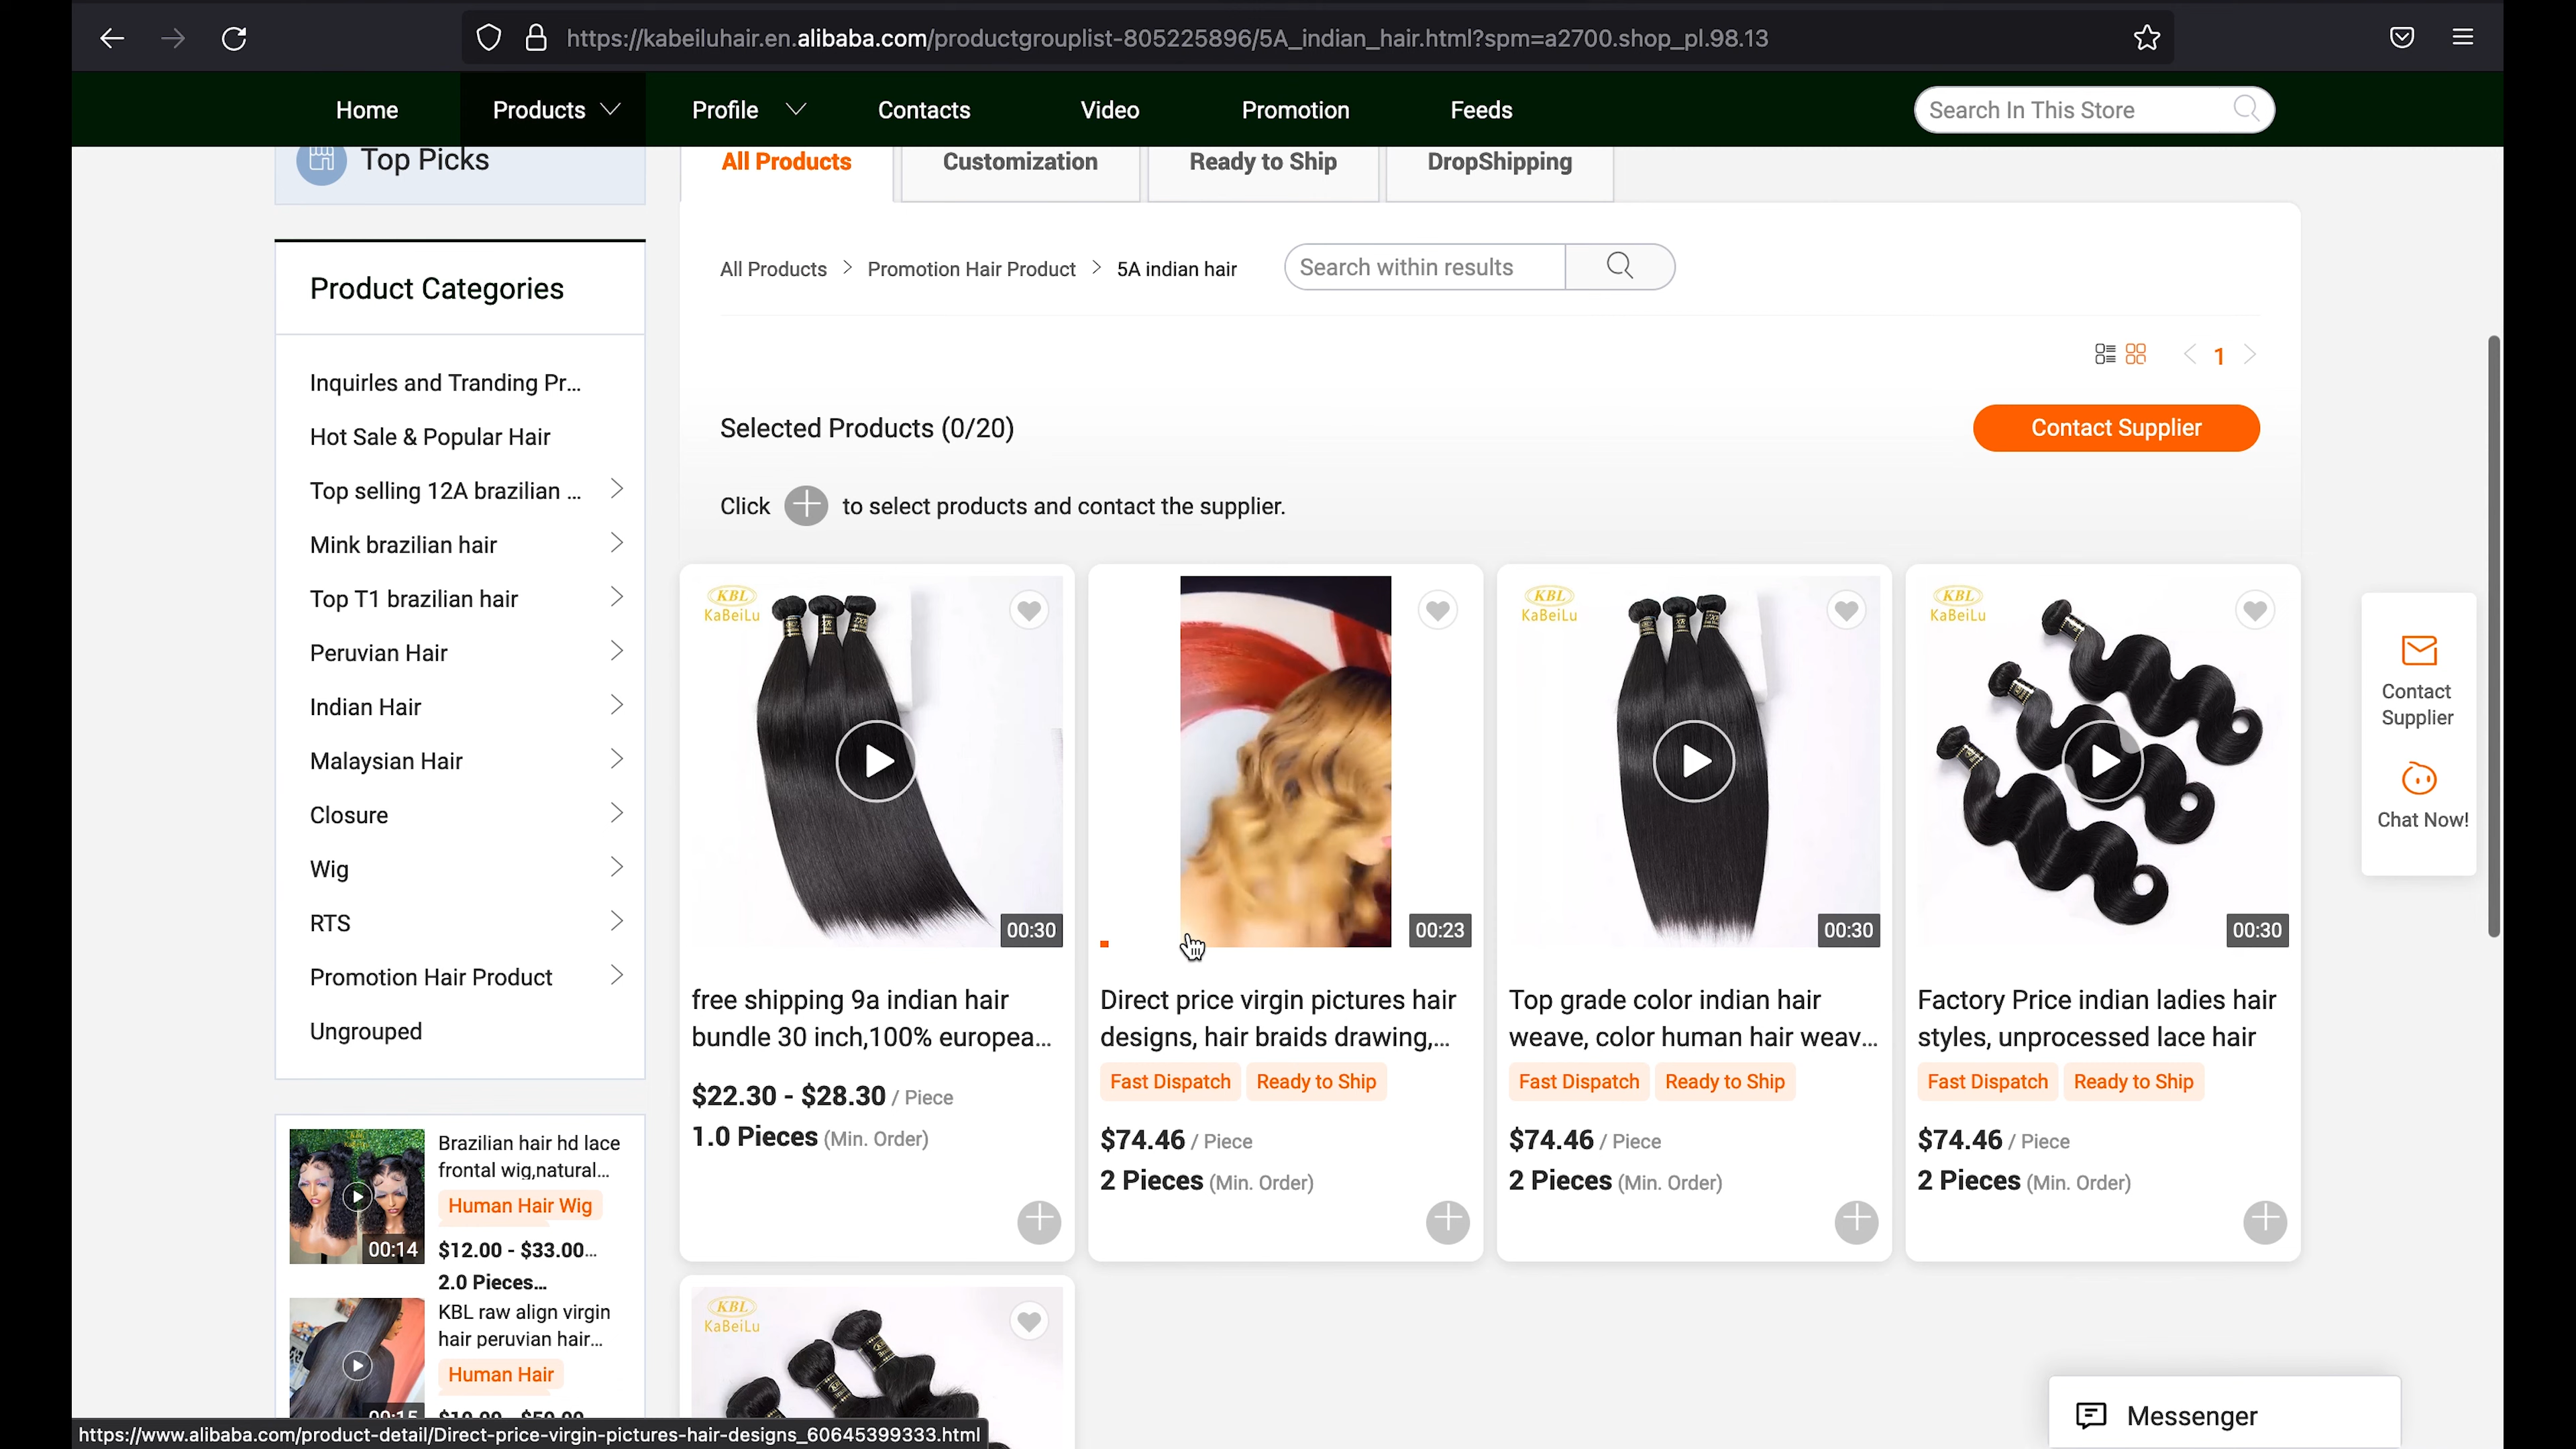 https://kabeiluhair.en.alibaba.com/productgrouplist-805225896/5A_indian_hair.html?spm=a2700.shop_pl.98.13
Home Products Profile Contacts Video Promotion Feeds Search In This Store
Top Picks
All Products Customization Ready to Ship DropShipping
All Products > Promotion Hair Product > 5A indian hair Search within results
1
Selected Products (0/20) Contact Supplier
Click + to select products and contact the supplier.
Product Categories
Inquirles and Tranding Pr...
Hot Sale & Popular Hair
Top selling 12A brazilian ...
Mink brazilian hair
Top T1 brazilian hair
Peruvian Hair
Indian Hair
Malaysian Hair
Closure
Wig
RTS
Promotion Hair Product
Ungrouped
Brazilian hair hd lace
frontal wig,natural...
Human Hair Wig
00:14
$12.00 - $33.00...
2.0 Pieces...
KBL raw align virgin
hair peruvian hair...
Human Hair
KBL
KaBeiLu
00:30
free shipping 9a indian hair
bundle 30 inch,100% europea...
$22.30 - $28.30 / Piece
1.0 Pieces (Min. Order)
00:23
Direct price virgin pictures hair
designs, hair braids drawing,...
Fast Dispatch Ready to Ship
$74.46 / Piece
2 Pieces (Min. Order)
KBL
KaBeiLu
00:30
Top grade color indian hair
weave, color human hair weav...
Fast Dispatch Ready to Ship
$74.46 / Piece
2 Pieces (Min. Order)
KBL
KaBeiLu
00:30
Factory Price indian ladies hair
styles, unprocessed lace hair
Fast Dispatch Ready to Ship
$74.46 / Piece
2 Pieces (Min. Order)
KBL
KaBeiLu
Contact
Supplier
Chat Now!
Messenger
https://www.alibaba.com/product-detail/Direct-price-virgin-pictures-hair-designs_60645399333.html